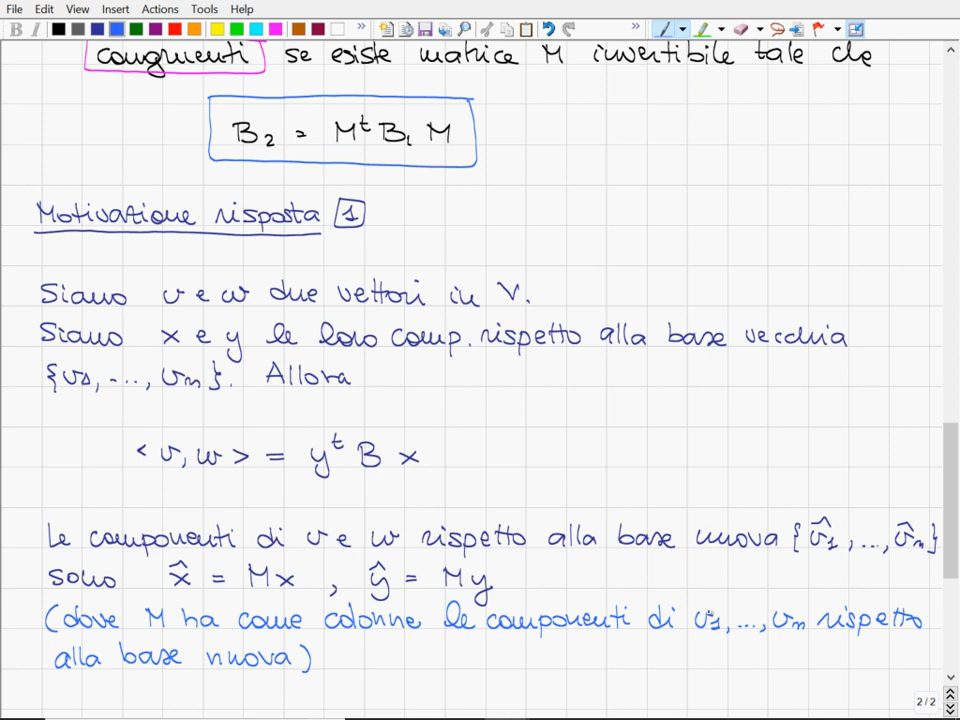 File Edit View Insert Actions Tools Help
B I »  »
congruenti se esiste matrice M invertibile tale che
B₂ = Mᵗ B₁ M
Motivazione risposta 1
Siano v e w due vettori in V.
Siano x e y le loro comp. rispetto alla base vecchia
{v₁, ..., vₙ}. Allora
<v, w> = yᵗ B x
Le componenti di v e w rispetto alla base nuova {v̂₁, ..., v̂ₙ}
sono x̂ = Mx , ŷ = My
(dove M ha come colonne le componenti di v₁, ..., vₙ rispetto
alla base nuova)
2 / 2